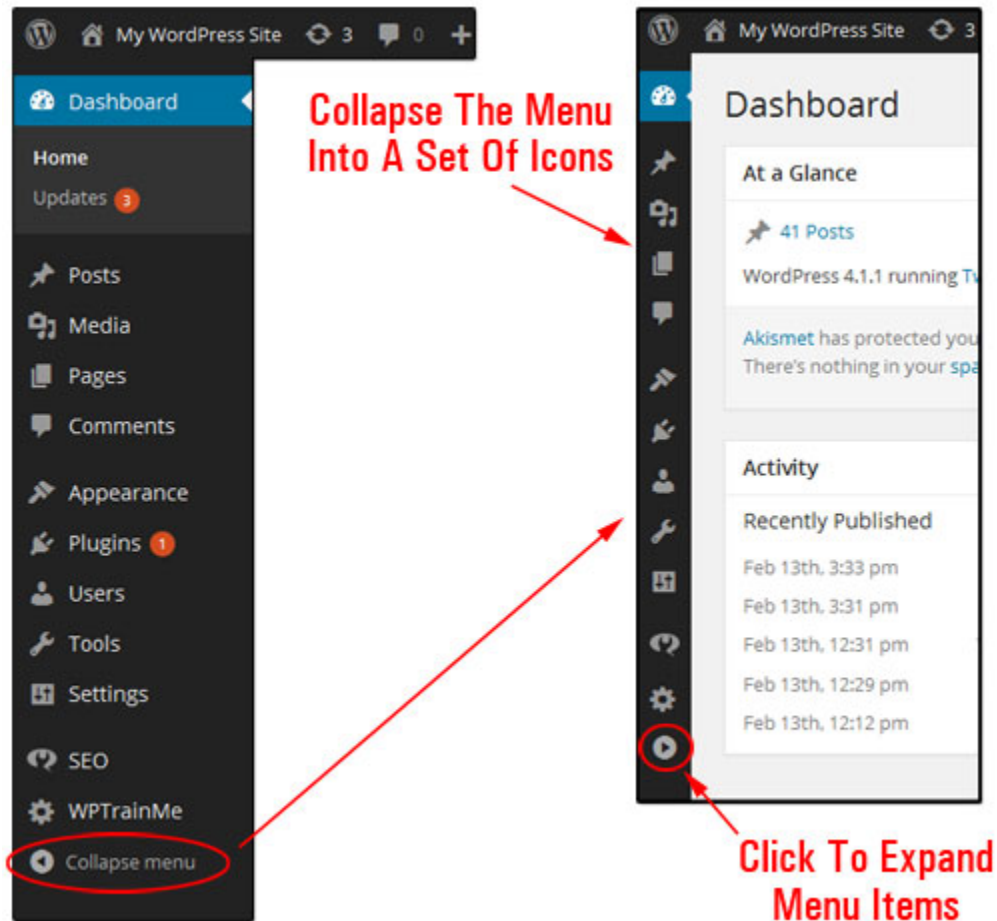 My WordPress Site 3 0
Dashboard
Home
Updates 3
Posts
Media
Pages
Comments
Appearance
Plugins 1
Users
Tools
Settings
SEO
WPTrainMe
Collapse menu
Collapse The Menu
Into A Set Of Icons
My WordPress Site 3
Dashboard
At a Glance
41 Posts
WordPress 4.1.1 running Tw
Akismet has protected you
There's nothing in your spa
Activity
Recently Published
Feb 13th, 3:33 pm
Feb 13th, 3:31 pm
Feb 13th, 12:31 pm
Feb 13th, 12:29 pm
Feb 13th, 12:12 pm
Click To Expand
Menu Items